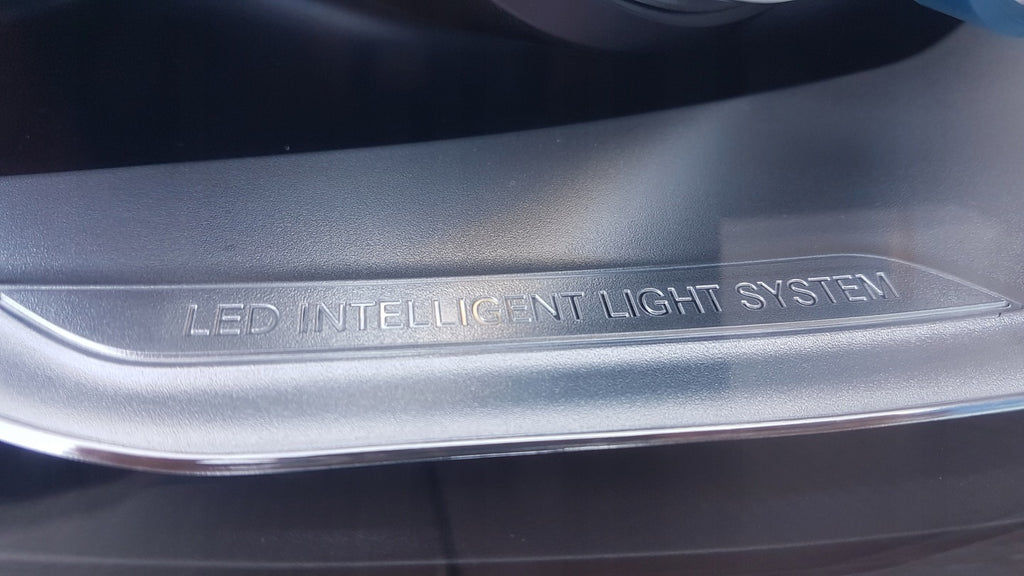 LED INTELLIGENT LIGHT SYSTEM